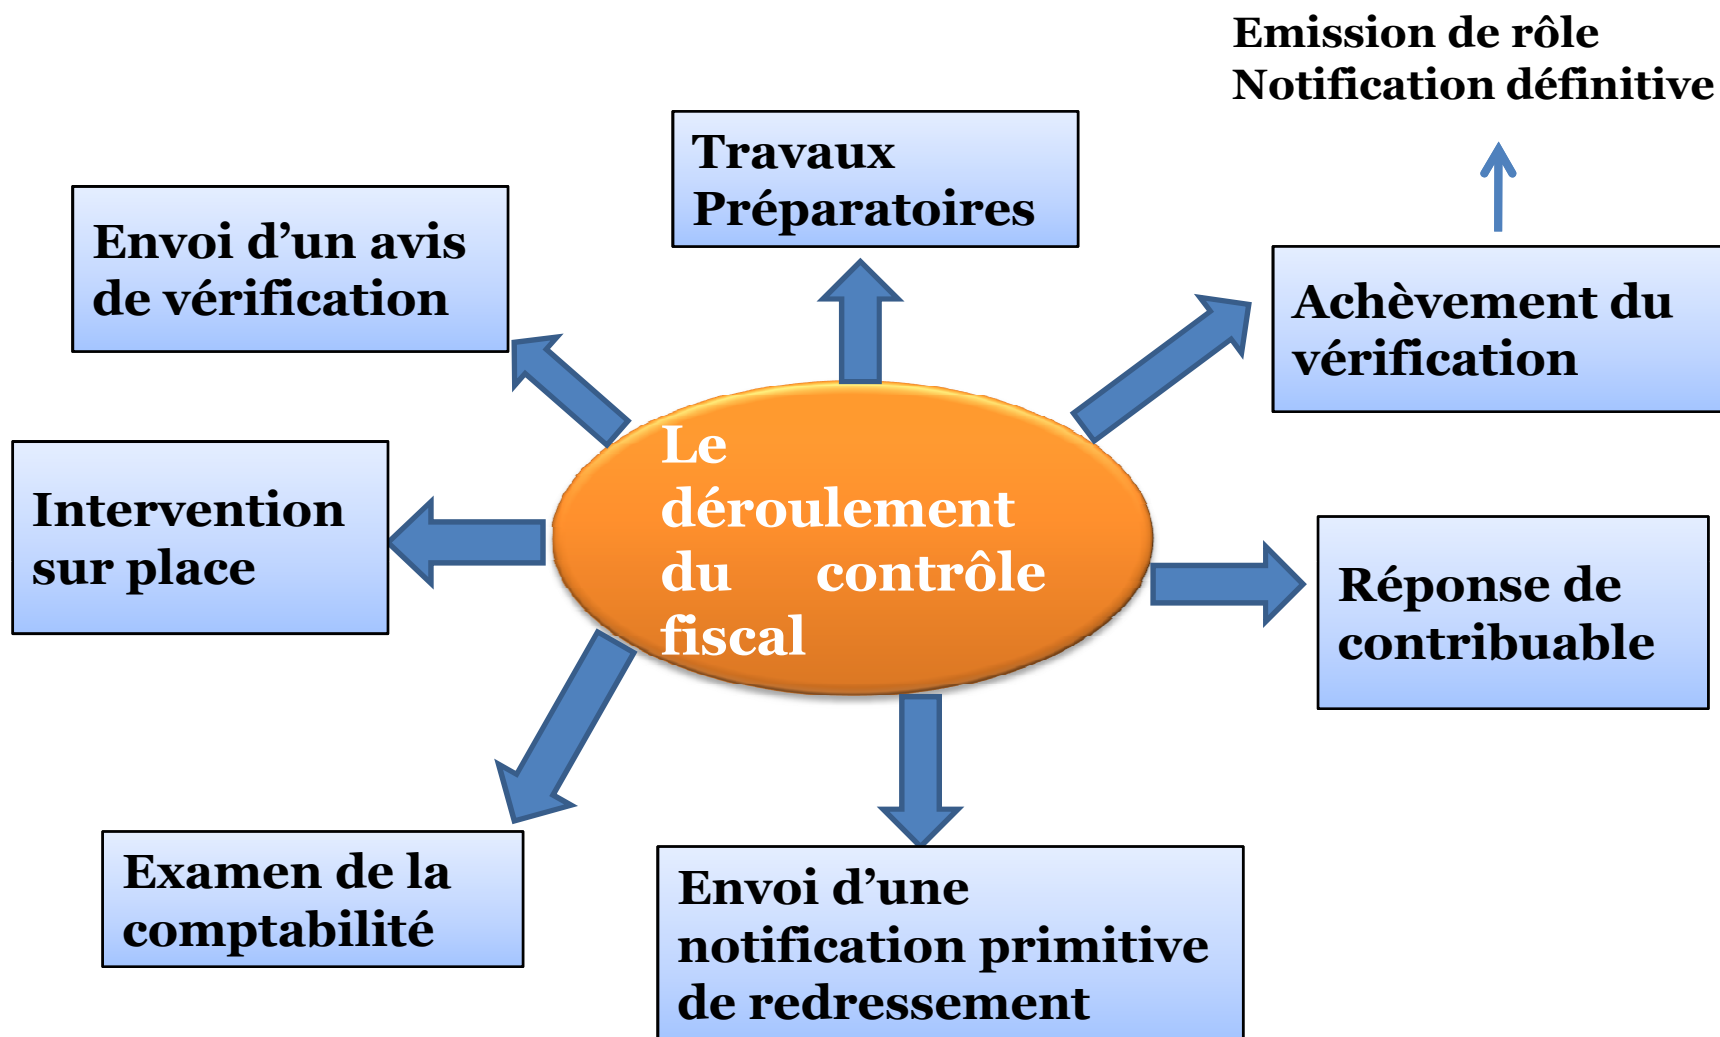 Emission de rôle
Notification définitive
Travaux
Préparatoires
Envoi d’un avis
de vérification
Achèvement du
vérification
Le
déroulement
du contrôle
fiscal
Intervention
sur place
Réponse de
contribuable
Examen de la
comptabilité
Envoi d’une
notification primitive
de redressement